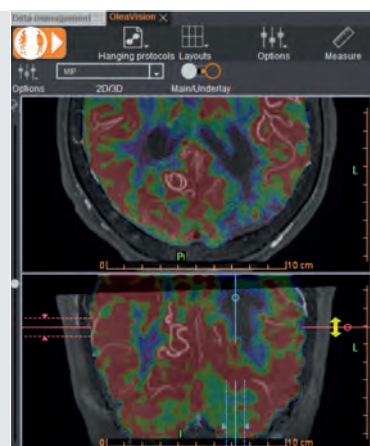 Data management OleaVision
Hanging protocols Layouts Options Measure
MIP
Options 2D/3D Main/Underlay
L
P
0 10 cm
L
0 10 cm
I